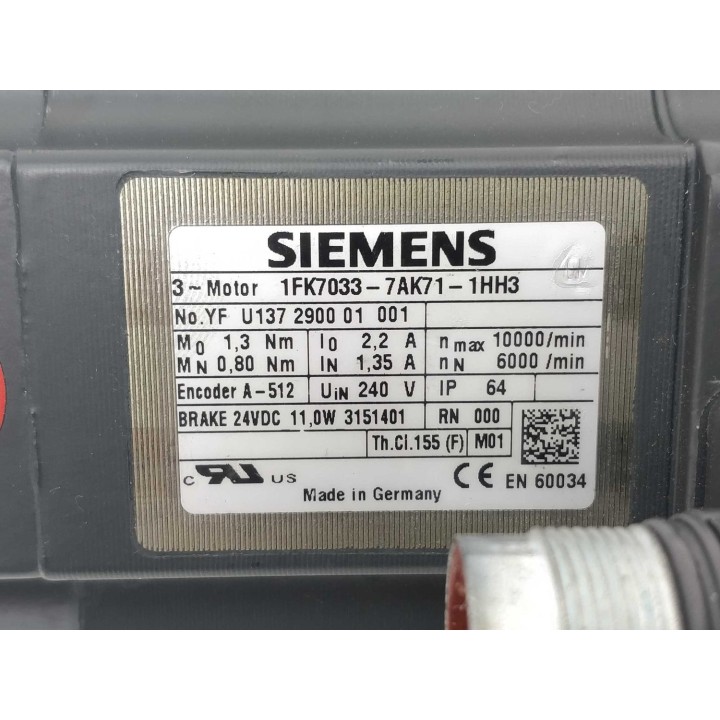 SIEMENS
3~Motor 1FK7033-7AK71-1HH3
No.YF U137 2900 01 001
M0 1,3 Nm I0 2,2 A n max 10000/min
MN 0,80 Nm IN 1,35 A nN 6000/min
Encoder A-512 UIN 240 V IP 64
BRAKE 24VDC 11,0W 3151401 RN 000
Th.Cl.155 (F) M01
c RU US CE EN 60034
Made in Germany